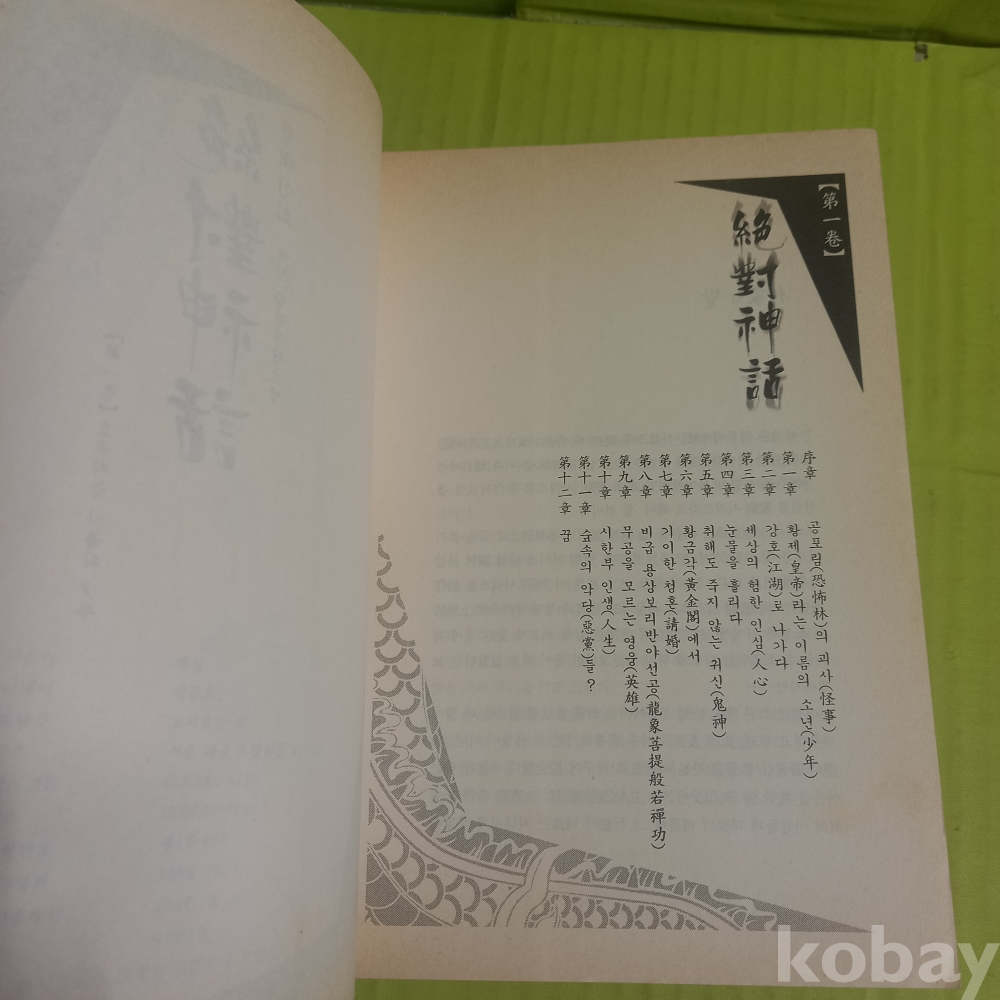 【第一卷】
絶對神話
序章 공포림(恐怖林)의 괴사(怪事)
第一章 황제(皇帝)라는 이름의 소년(少年)
第二章 강호(江湖)로 나가다
第三章 세상의 험한 인심(人心)
第四章 눈물을 흘리다
第五章 취해도 죽지 않는 귀신(鬼神)
第六章 황금각(黃金閣)에서
第七章 기이한 청혼(請婚)
第八章 비급 용상보리반야선공(龍象菩提般若禪功)
第九章 무공을 모르는 영웅(英雄)
第十章 시한부 인생(人生)
第十一章 숲속의 악당(惡黨)들?
第十二章 꿈
kobay